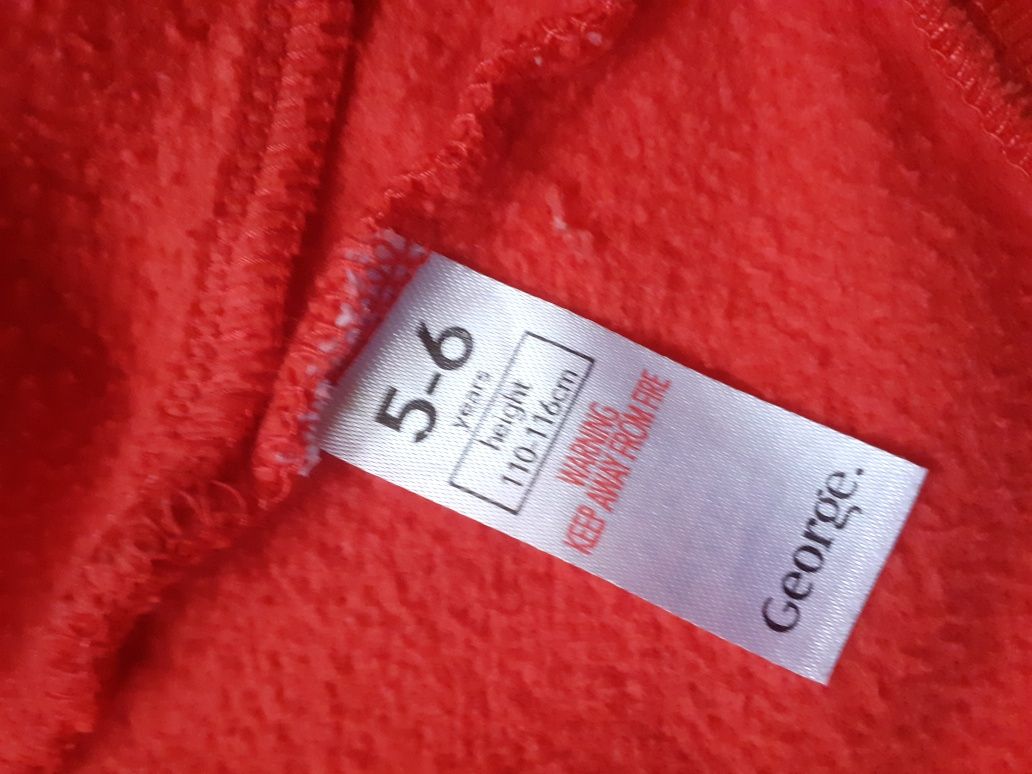 5-6
years
height
110-116cm
WARNING
KEEP AWAY FROM FIRE
George.